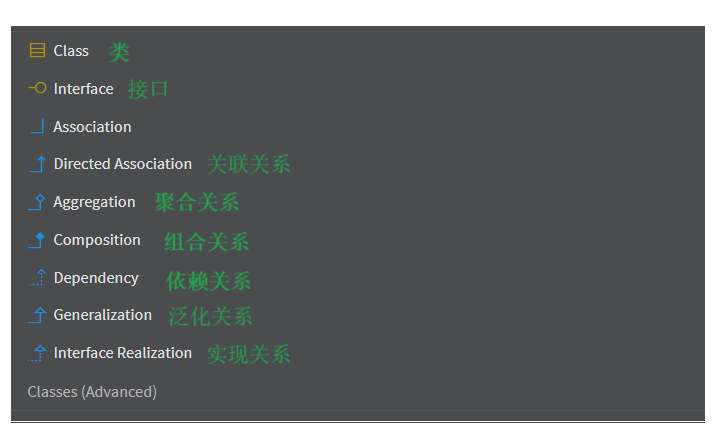 Class 类
Interface 接口
Association
Directed Association 关联关系
Aggregation 聚合关系
Composition 组合关系
Dependency 依赖关系
Generalization 泛化关系
Interface Realization 实现关系
Classes (Advanced)